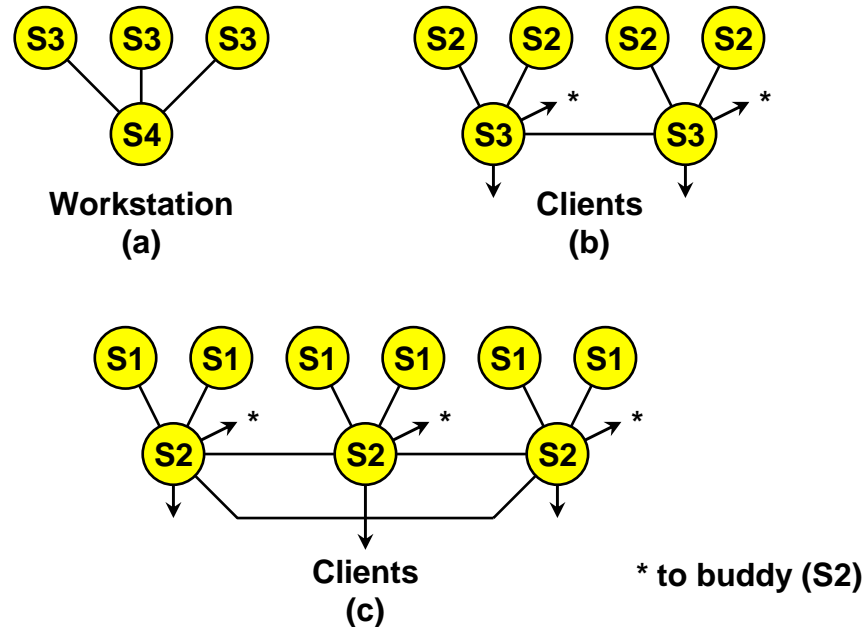 S3 S3 S3
S2 S2 S2 S2
S4
S3 * S3 *
Workstation
(a)
Clients
(b)
S1 S1 S1 S1 S1 S1
S2 * S2 * S2 *
Clients
(c)
* to buddy (S2)